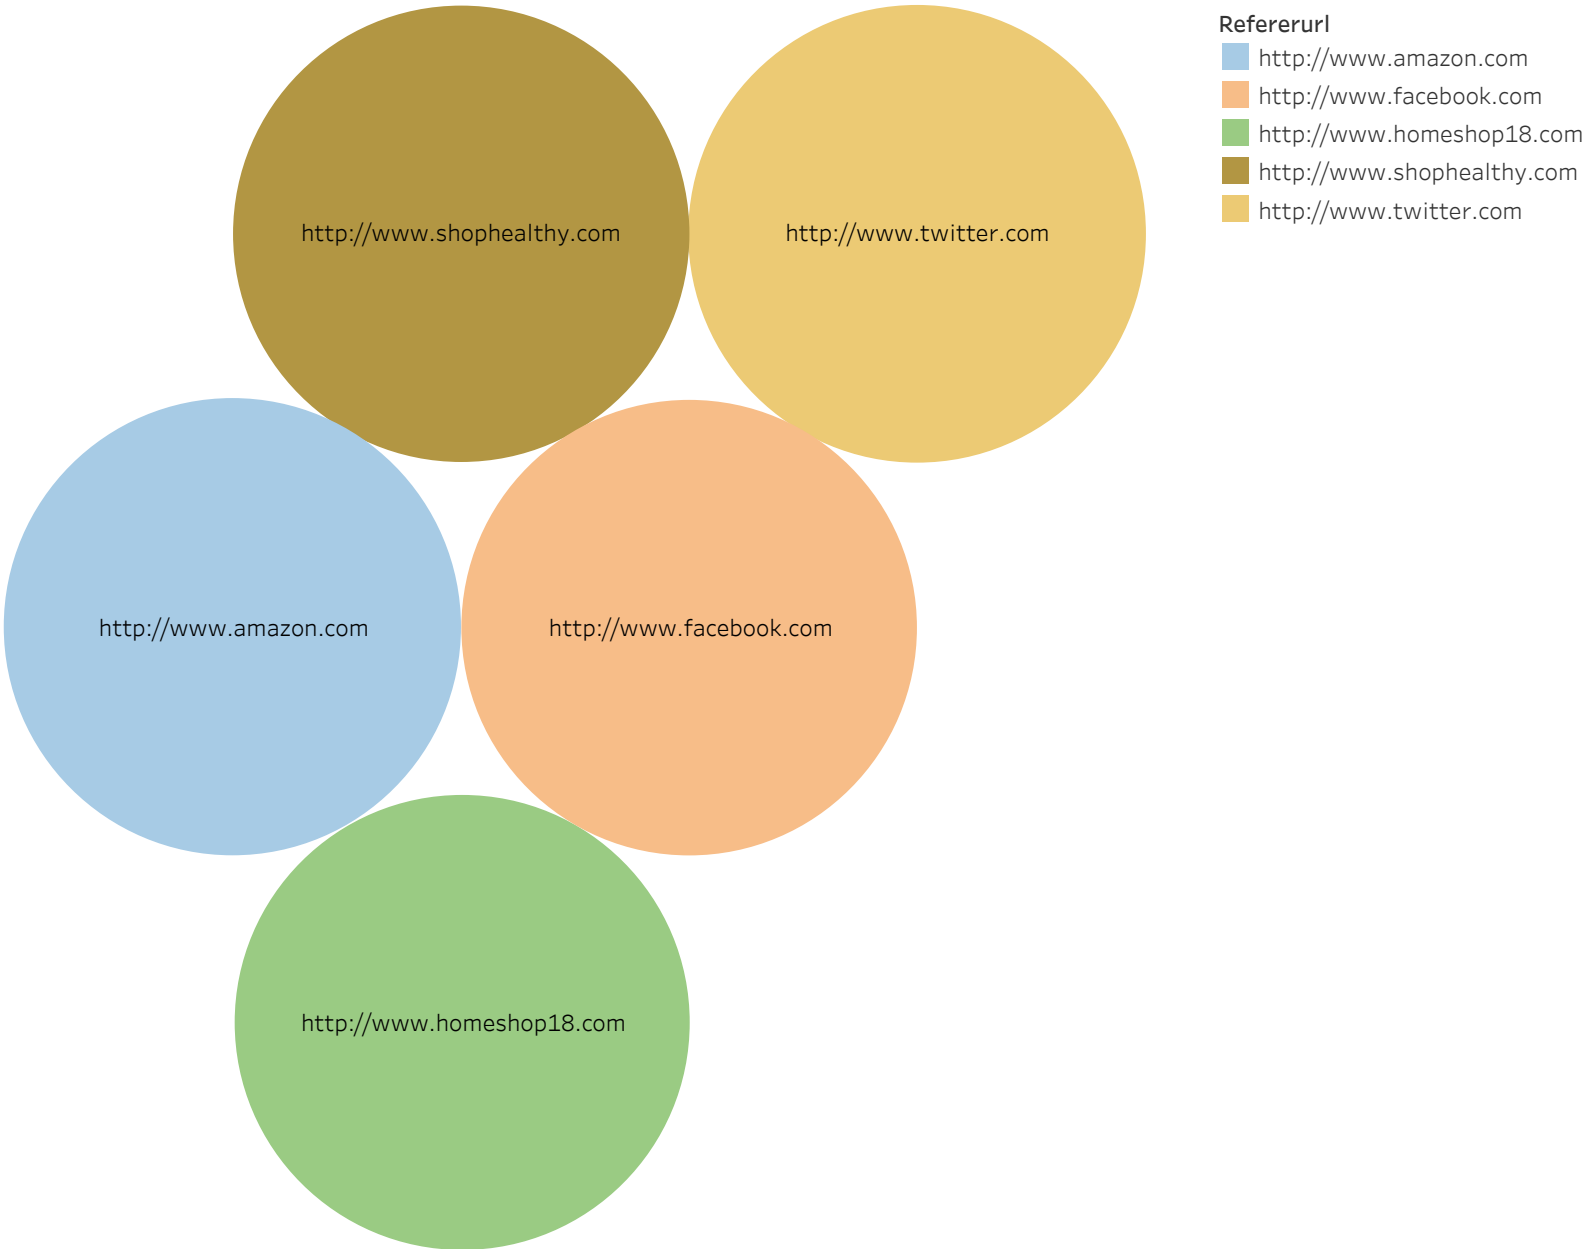 Refererurl
http://www.amazon.com
http://www.facebook.com
http://www.homeshop18.com
http://www.shophealthy.com
http://www.twitter.com
http://www.shophealthy.com
http://www.twitter.com
http://www.amazon.com
http://www.facebook.com
http://www.homeshop18.com